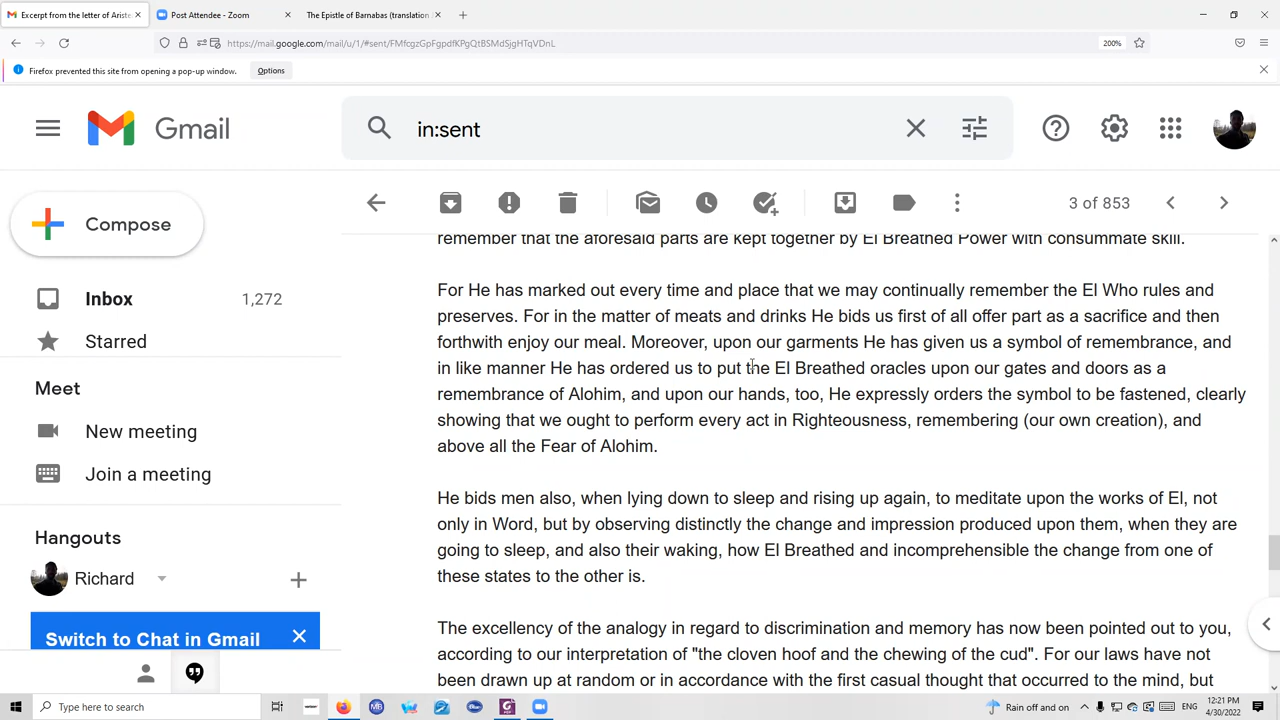 Excerpt from the letter of Ariste
Post Attendee - Zoom
The Epistle of Barnabas (translation
https://mail.google.com/mail/u/1/#sent/FMfcgzGpFgpdfKPgQtBSMdSjgHTqVDnL
200%
Firefox prevented this site from opening a pop-up window.
Options
Gmail
in:sent
Compose
3 of 853
Inbox 1,272
Starred
Meet
New meeting
Join a meeting
Hangouts
Richard
Switch to Chat in Gmail
remember that the aforesaid parts are kept together by El Breathed Power with consummate skill.
For He has marked out every time and place that we may continually remember the El Who rules and
preserves. For in the matter of meats and drinks He bids us first of all offer part as a sacrifice and then
forthwith enjoy our meal. Moreover, upon our garments He has given us a symbol of remembrance, and
in like manner He has ordered us to put the El Breathed oracles upon our gates and doors as a
remembrance of Alohim, and upon our hands, too, He expressly orders the symbol to be fastened, clearly
showing that we ought to perform every act in Righteousness, remembering (our own creation), and
above all the Fear of Alohim.
He bids men also, when lying down to sleep and rising up again, to meditate upon the works of El, not
only in Word, but by observing distinctly the change and impression produced upon them, when they are
going to sleep, and also their waking, how El Breathed and incomprehensible the change from one of
these states to the other is.
The excellency of the analogy in regard to discrimination and memory has now been pointed out to you,
according to our interpretation of "the cloven hoof and the chewing of the cud". For our laws have not
been drawn up at random or in accordance with the first casual thought that occurred to the mind, but
Type here to search
Rain off and on
ENG
12:21 PM
4/30/2022